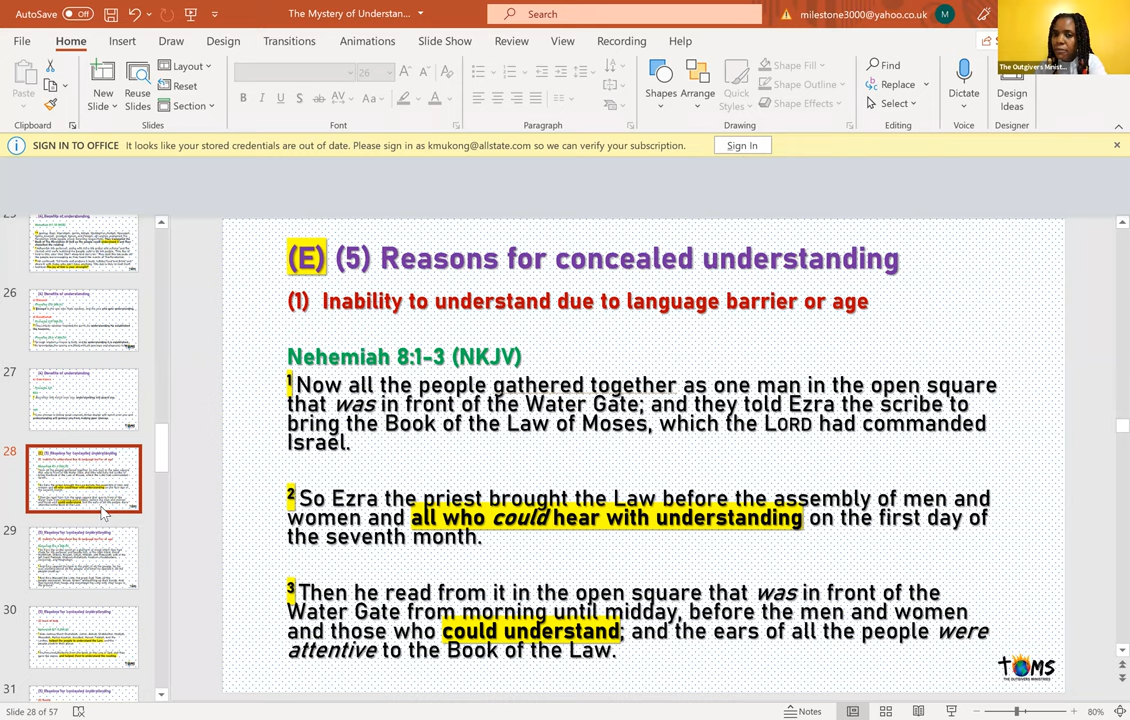 AutoSave Off The Mystery of Understan... Search milestone3000@yahoo.co.uk M
File Home Insert Draw Design Transitions Animations Slide Show Review View Recording Help
The Outgivers Minist...
Paste
New Slide
Reuse Slides
Layout
Reset
Section
26
B I U S ab AV Aa A
Shapes Arrange Quick Styles
Shape Fill
Shape Outline
Shape Effects
Find
Replace
Select
Dictate
Design Ideas
Clipboard Slides Font Paragraph Drawing Editing Voice Designer
SIGN IN TO OFFICE It looks like your stored credentials are out of date. Please sign in as kmukong@allstate.com so we can verify your subscription. Sign In
26
27
28
29
30
31
(E) (5) Reasons for concealed understanding
(1) Inability to understand due to language barrier or age
Nehemiah 8:1-3 (NKJV)
1 Now all the people gathered together as one man in the open square
that was in front of the Water Gate; and they told Ezra the scribe to
bring the Book of the Law of Moses, which the LORD had commanded
Israel.
2 So Ezra the priest brought the Law before the assembly of men and
women and all who could hear with understanding on the first day of
the seventh month.
3 Then he read from it in the open square that was in front of the
Water Gate from morning until midday, before the men and women
and those who could understand; and the ears of all the people were
attentive to the Book of the Law.
TOMS
THE OUTGIVERS MINISTRIES
Slide 28 of 57 Notes 80%